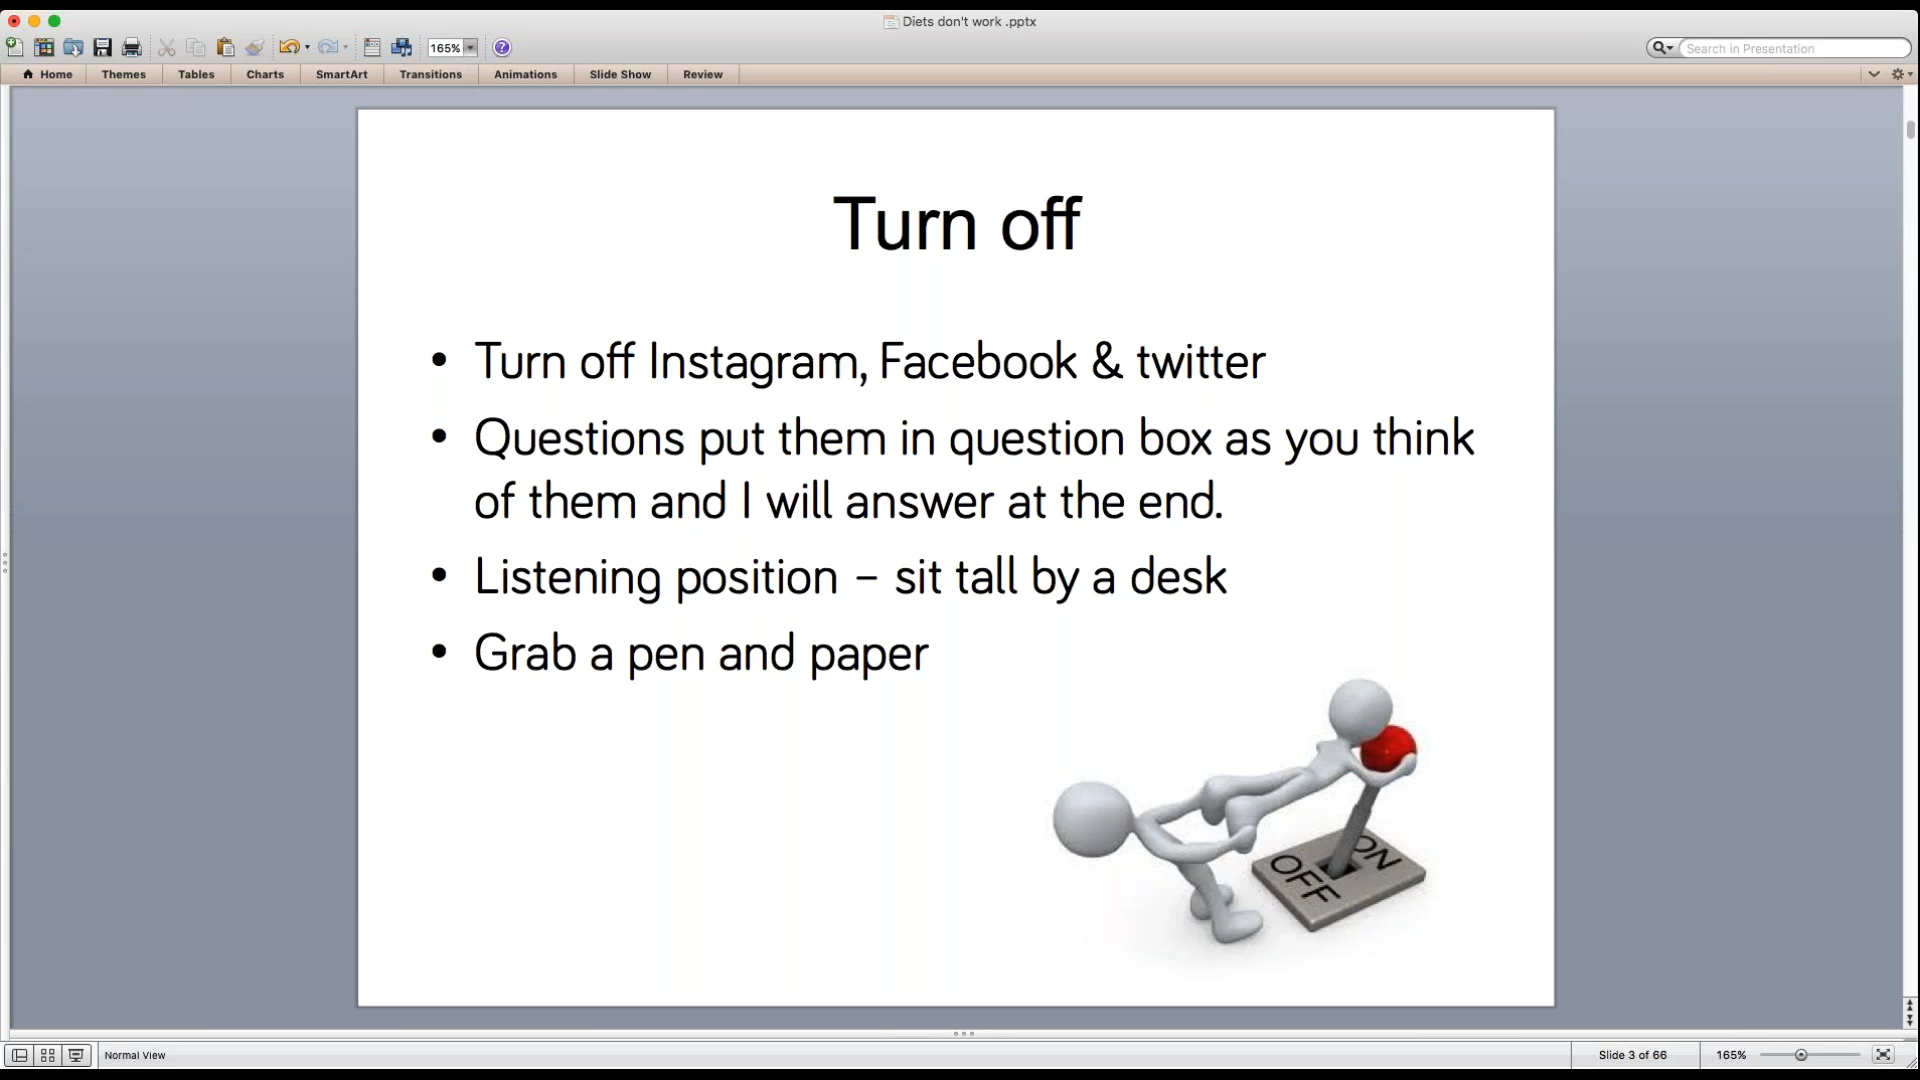 Diets don't work .pptx
165%
Search in Presentation
Home Themes Tables Charts SmartArt Transitions Animations Slide Show Review
Turn off
• Turn off Instagram, Facebook & twitter
• Questions put them in question box as you think
of them and I will answer at the end.
• Listening position – sit tall by a desk
• Grab a pen and paper
ON
OFF
Normal View
Slide 3 of 66
165%